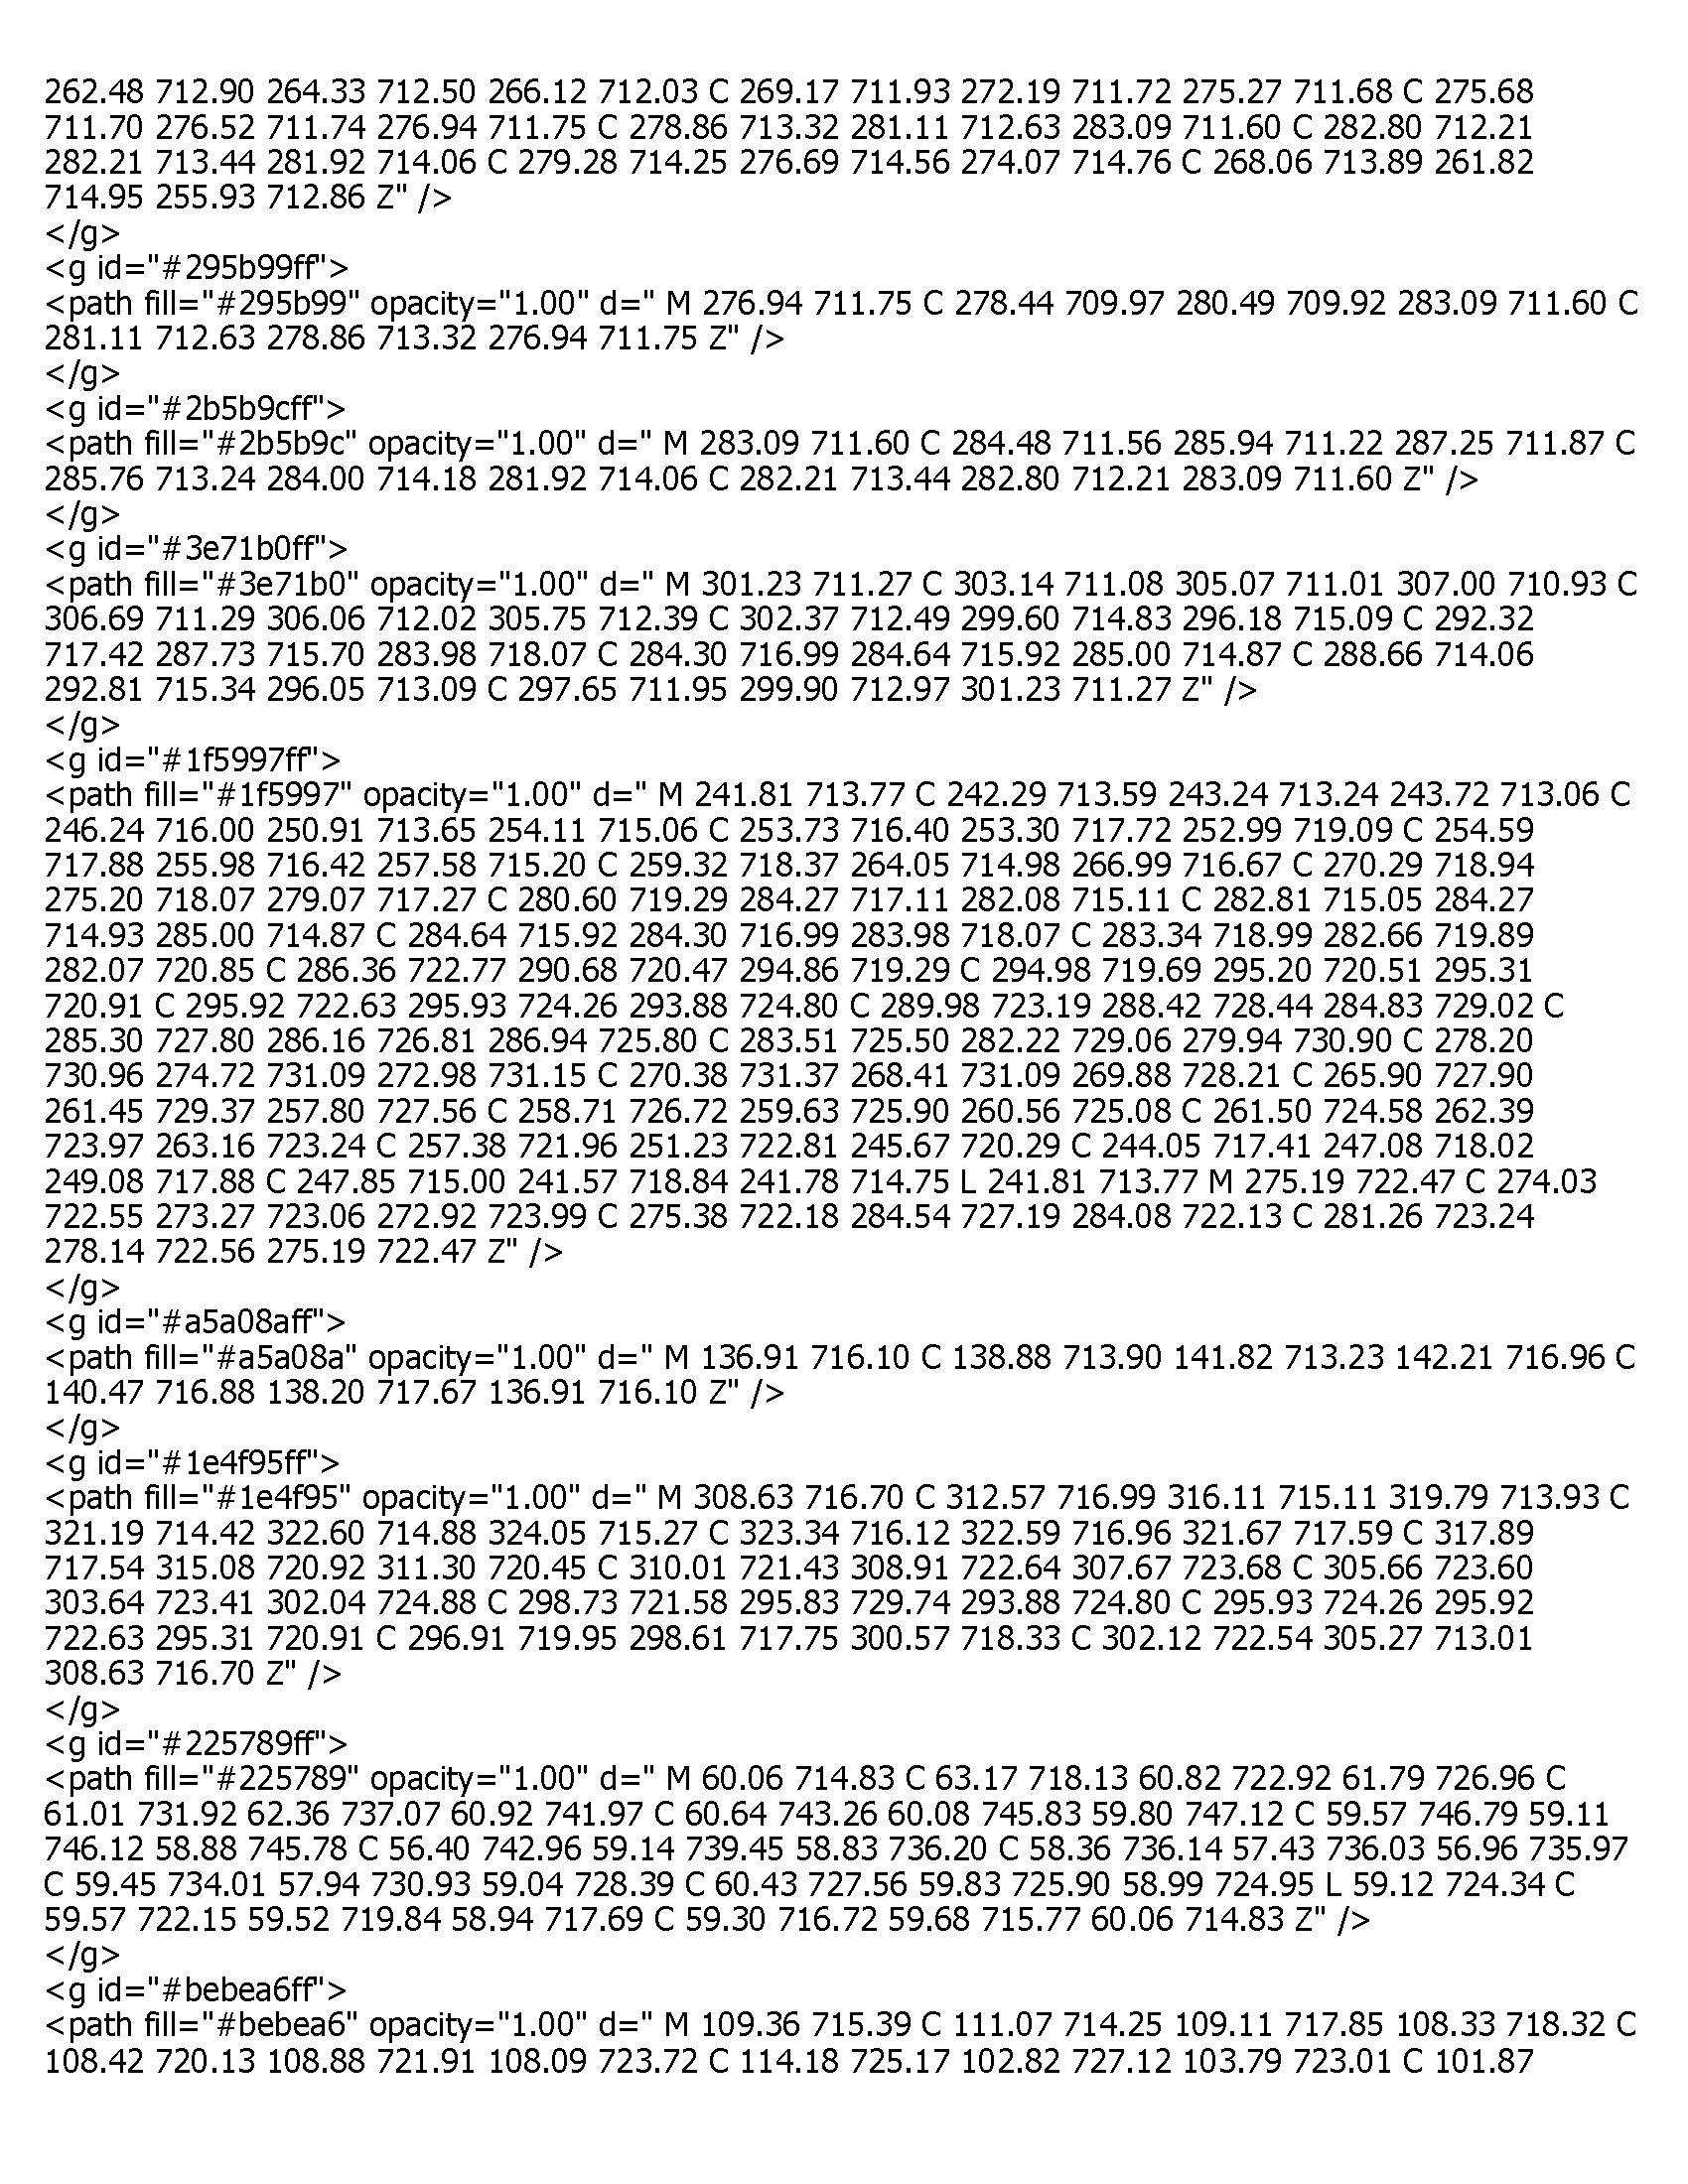 262.48 712.90 264.33 712.50 266.12 712.03 C 269.17 711.93 272.19 711.72 275.27 711.68 C 275.68
711.70 276.52 711.74 276.94 711.75 C 278.86 713.32 281.11 712.63 283.09 711.60 C 282.80 712.21
282.21 713.44 281.92 714.06 C 279.28 714.25 276.69 714.56 274.07 714.76 C 268.06 713.89 261.82
714.95 255.93 712.86 Z" />
</g>
<g id="#295b99ff">
<path fill="#295b99" opacity="1.00" d=" M 276.94 711.75 C 278.44 709.97 280.49 709.92 283.09 711.60 C
281.11 712.63 278.86 713.32 276.94 711.75 Z" />
</g>
<g id="#2b5b9cff">
<path fill="#2b5b9c" opacity="1.00" d=" M 283.09 711.60 C 284.48 711.56 285.94 711.22 287.25 711.87 C
285.76 713.24 284.00 714.18 281.92 714.06 C 282.21 713.44 282.80 712.21 283.09 711.60 Z" />
</g>
<g id="#3e71b0ff">
<path fill="#3e71b0" opacity="1.00" d=" M 301.23 711.27 C 303.14 711.08 305.07 711.01 307.00 710.93 C
306.69 711.29 306.06 712.02 305.75 712.39 C 302.37 712.49 299.60 714.83 296.18 715.09 C 292.32
717.42 287.73 715.70 283.98 718.07 C 284.30 716.99 284.64 715.92 285.00 714.87 C 288.66 714.06
292.81 715.34 296.05 713.09 C 297.65 711.95 299.90 712.97 301.23 711.27 Z" />
</g>
<g id="#1f5997ff">
<path fill="#1f5997" opacity="1.00" d=" M 241.81 713.77 C 242.29 713.59 243.24 713.24 243.72 713.06 C
246.24 716.00 250.91 713.65 254.11 715.06 C 253.73 716.40 253.30 717.72 252.99 719.09 C 254.59
717.88 255.98 716.42 257.58 715.20 C 259.32 718.37 264.05 714.98 266.99 716.67 C 270.29 718.94
275.20 718.07 279.07 717.27 C 280.60 719.29 284.27 717.11 282.08 715.11 C 282.81 715.05 284.27
714.93 285.00 714.87 C 284.64 715.92 284.30 716.99 283.98 718.07 C 283.34 718.99 282.66 719.89
282.07 720.85 C 286.36 722.77 290.68 720.47 294.86 719.29 C 294.98 719.69 295.20 720.51 295.31
720.91 C 295.92 722.63 295.93 724.26 293.88 724.80 C 289.98 723.19 288.42 728.44 284.83 729.02 C
285.30 727.80 286.16 726.81 286.94 725.80 C 283.51 725.50 282.22 729.06 279.94 730.90 C 278.20
730.96 274.72 731.09 272.98 731.15 C 270.38 731.37 268.41 731.09 269.88 728.21 C 265.90 727.90
261.45 729.37 257.80 727.56 C 258.71 726.72 259.63 725.90 260.56 725.08 C 261.50 724.58 262.39
723.97 263.16 723.24 C 257.38 721.96 251.23 722.81 245.67 720.29 C 244.05 717.41 247.08 718.02
249.08 717.88 C 247.85 715.00 241.57 718.84 241.78 714.75 L 241.81 713.77 M 275.19 722.47 C 274.03
722.55 273.27 723.06 272.92 723.99 C 275.38 722.18 284.54 727.19 284.08 722.13 C 281.26 723.24
278.14 722.56 275.19 722.47 Z" />
</g>
<g id="#a5a08aff">
<path fill="#a5a08a" opacity="1.00" d=" M 136.91 716.10 C 138.88 713.90 141.82 713.23 142.21 716.96 C
140.47 716.88 138.20 717.67 136.91 716.10 Z" />
</g>
<g id="#1e4f95ff">
<path fill="#1e4f95" opacity="1.00" d=" M 308.63 716.70 C 312.57 716.99 316.11 715.11 319.79 713.93 C
321.19 714.42 322.60 714.88 324.05 715.27 C 323.34 716.12 322.59 716.96 321.67 717.59 C 317.89
717.54 315.08 720.92 311.30 720.45 C 310.01 721.43 308.91 722.64 307.67 723.68 C 305.66 723.60
303.64 723.41 302.04 724.88 C 298.73 721.58 295.83 729.74 293.88 724.80 C 295.93 724.26 295.92
722.63 295.31 720.91 C 296.91 719.95 298.61 717.75 300.57 718.33 C 302.12 722.54 305.27 713.01
308.63 716.70 Z" />
</g>
<g id="#225789ff">
<path fill="#225789" opacity="1.00" d=" M 60.06 714.83 C 63.17 718.13 60.82 722.92 61.79 726.96 C
61.01 731.92 62.36 737.07 60.92 741.97 C 60.64 743.26 60.08 745.83 59.80 747.12 C 59.57 746.79 59.11
746.12 58.88 745.78 C 56.40 742.96 59.14 739.45 58.83 736.20 C 58.36 736.14 57.43 736.03 56.96 735.97
C 59.45 734.01 57.94 730.93 59.04 728.39 C 60.43 727.56 59.83 725.90 58.99 724.95 L 59.12 724.34 C
59.57 722.15 59.52 719.84 58.94 717.69 C 59.30 716.72 59.68 715.77 60.06 714.83 Z" />
</g>
<g id="#bebea6ff">
<path fill="#bebea6" opacity="1.00" d=" M 109.36 715.39 C 111.07 714.25 109.11 717.85 108.33 718.32 C
108.42 720.13 108.88 721.91 108.09 723.72 C 114.18 725.17 102.82 727.12 103.79 723.01 C 101.87